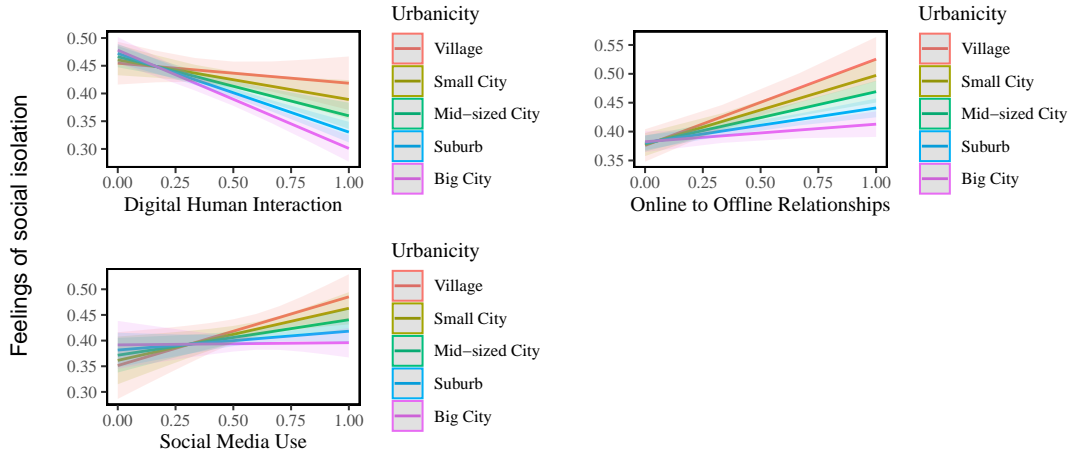 Feelings of social isolation
Urbanicity
0.50
0.45
0.40
0.35
0.30
0.00 0.25 0.50 0.75 1.00
Digital Human Interaction
Village
Small City
Mid−sized City
Suburb
Big City
Urbanicity
0.55
0.50
0.45
0.40
0.35
0.00 0.25 0.50 0.75 1.00
Online to Offline Relationships
Village
Small City
Mid−sized City
Suburb
Big City
Urbanicity
0.50
0.45
0.40
0.35
0.30
0.00 0.25 0.50 0.75 1.00
Social Media Use
Village
Small City
Mid−sized City
Suburb
Big City